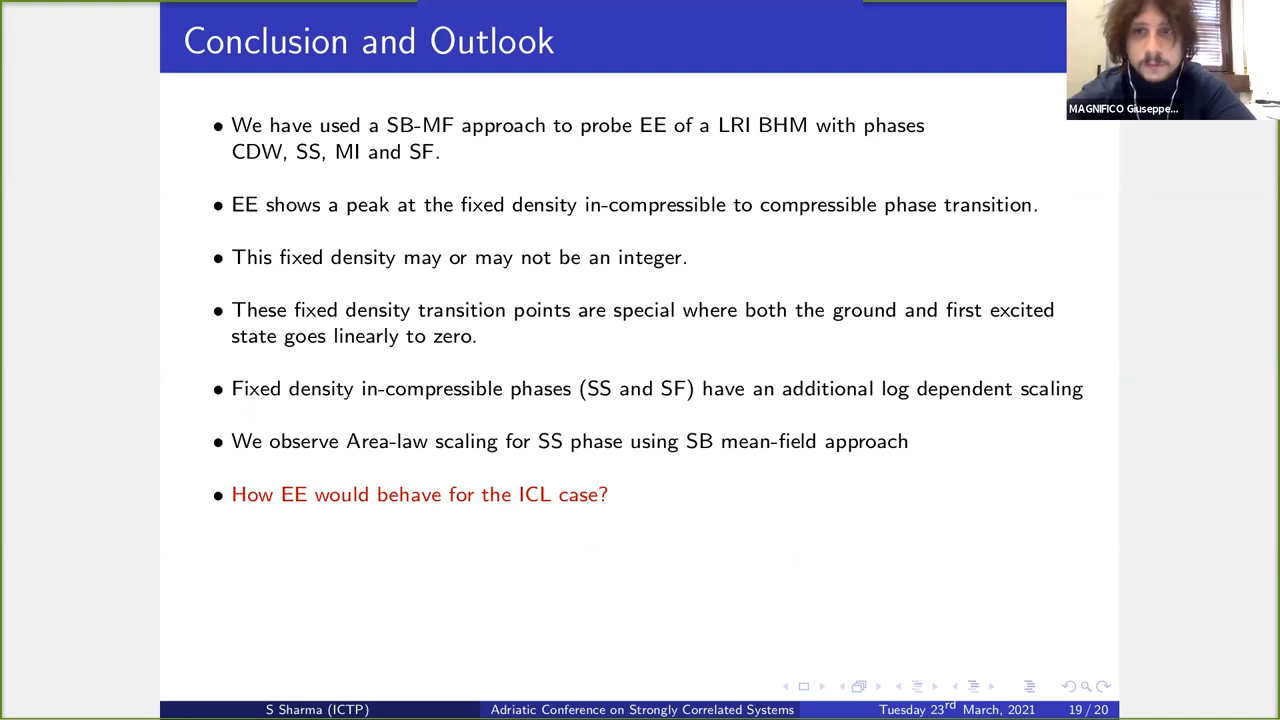 Conclusion and Outlook
MAGNIFICO Giuseppe...
• We have used a SB-MF approach to probe EE of a LRI BHM with phases
CDW, SS, MI and SF.
• EE shows a peak at the fixed density in-compressible to compressible phase transition.
• This fixed density may or may not be an integer.
• These fixed density transition points are special where both the ground and first excited
state goes linearly to zero.
• Fixed density in-compressible phases (SS and SF) have an additional log dependent scaling
• We observe Area-law scaling for SS phase using SB mean-field approach
• How EE would behave for the ICL case?
S Sharma (ICTP)
Adriatic Conference on Strongly Correlated Systems
Tuesday 23rd March, 2021
19 / 20